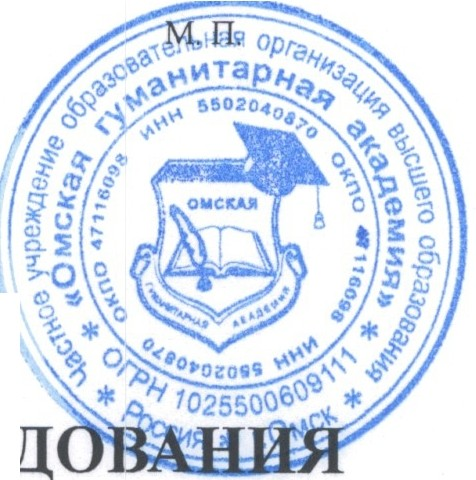 М. П.
Частное учреждение образовательная организация высшего образования
* Россия * Омск *
«Омская гуманитарная академия»
* ОГРН 1025500609111 *
ИНН 5502040870 ОКПО 47116098
ИНН 5502040870 ОКПО 47116098
ОМСКАЯ
ГУМАНИТАРНАЯ АКАДЕМИЯ
ДОВАНИЯ